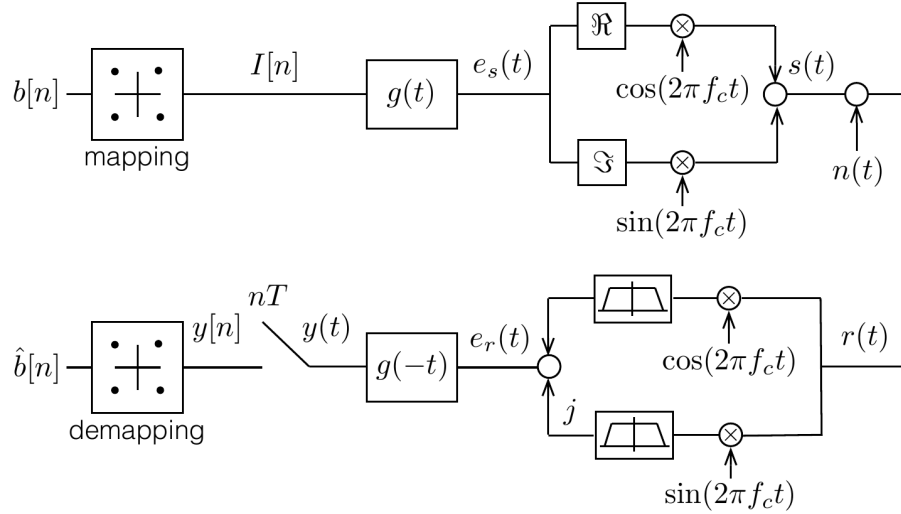 ℜ
I[n]
e_s(t)
s(t)
b[n]
g(t)
cos(2πf_c t)
mapping
ℑ
n(t)
sin(2πf_c t)
nT
y[n]
y(t)
e_r(t)
r(t)
b̂[n]
g(−t)
cos(2πf_c t)
j
demapping
sin(2πf_c t)